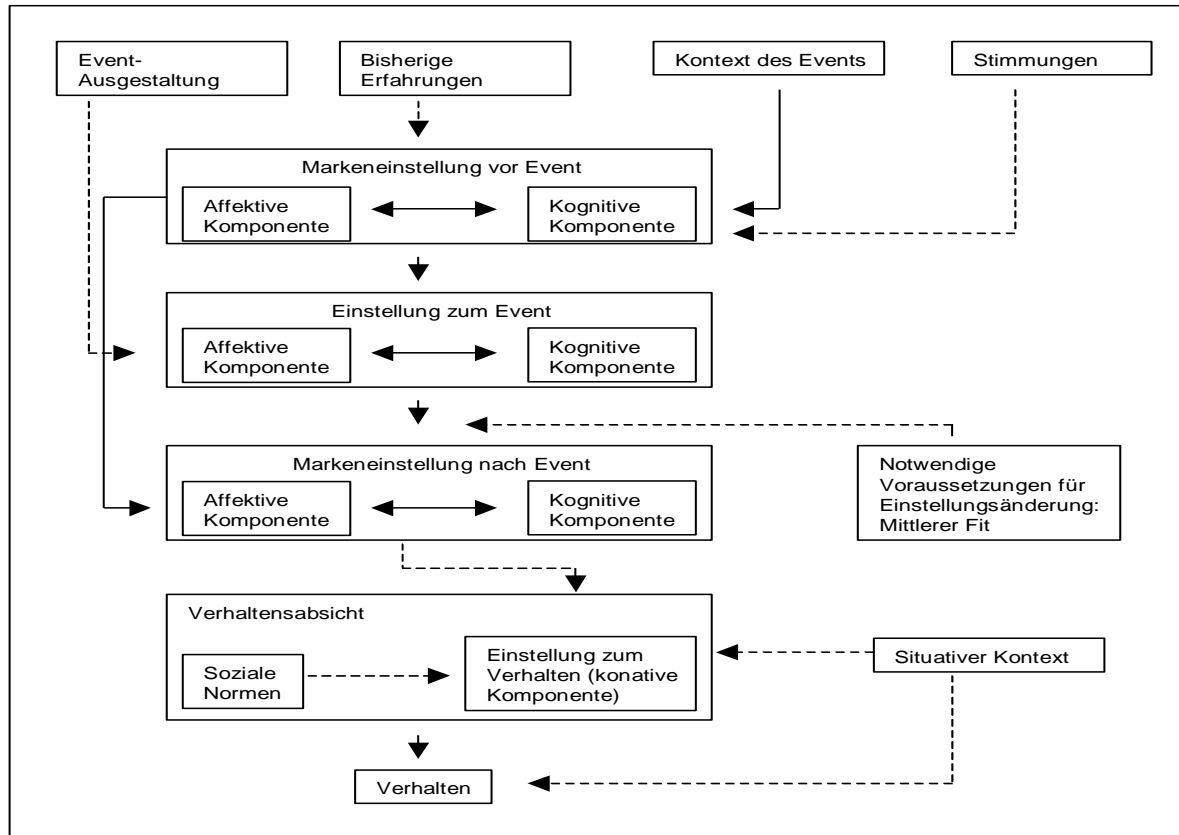 Event-
Ausgestaltung
Bisherige
Erfahrungen
Kontext des Events
Stimmungen
Markeneinstellung vor Event
Affektive
Komponente
Kognitive
Komponente
Einstellung zum Event
Affektive
Komponente
Kognitive
Komponente
Markeneinstellung nach Event
Affektive
Komponente
Kognitive
Komponente
Notwendige
Voraussetzungen für
Einstellungsänderung:
Mittlerer Fit
Verhaltensabsicht
Soziale
Normen
Einstellung zum
Verhalten (konative
Komponente)
Situativer Kontext
Verhalten